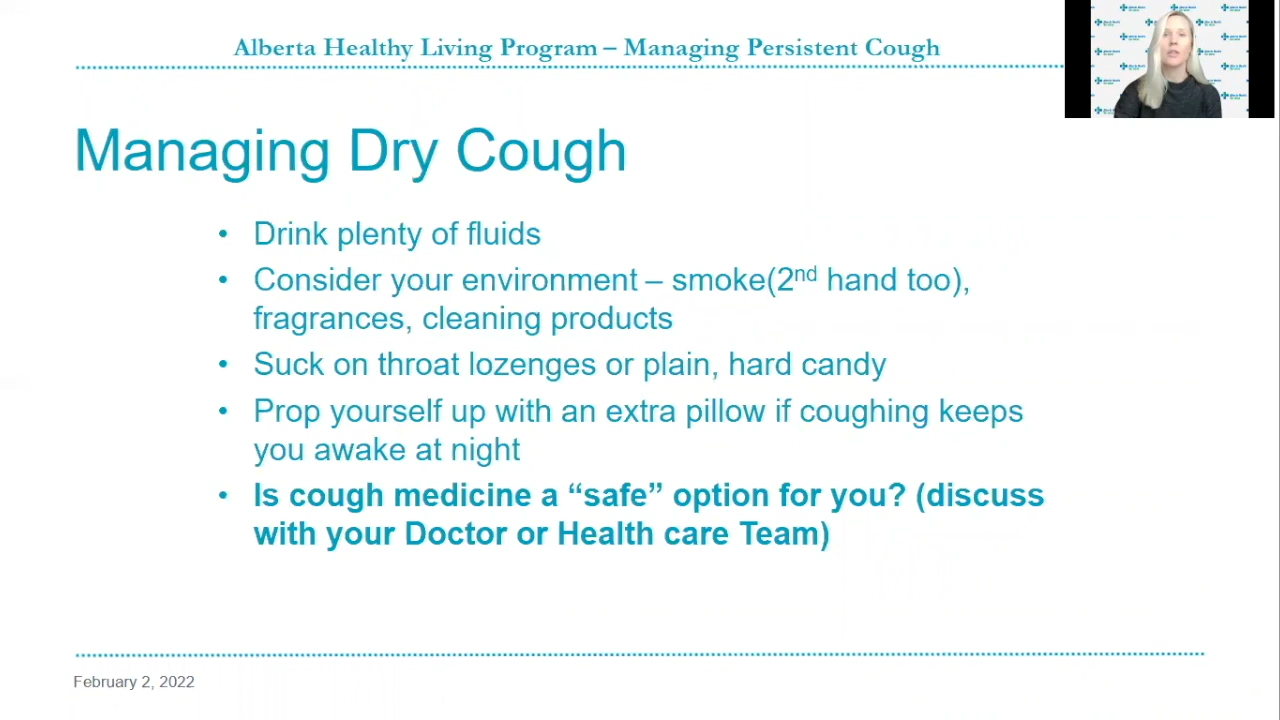 Alberta Healthy Living Program – Managing Persistent Cough
Managing Dry Cough
• Drink plenty of fluids
• Consider your environment – smoke(2nd hand too),
fragrances, cleaning products
• Suck on throat lozenges or plain, hard candy
• Prop yourself up with an extra pillow if coughing keeps
you awake at night
• Is cough medicine a “safe” option for you? (discuss
with your Doctor or Health care Team)
February 2, 2022